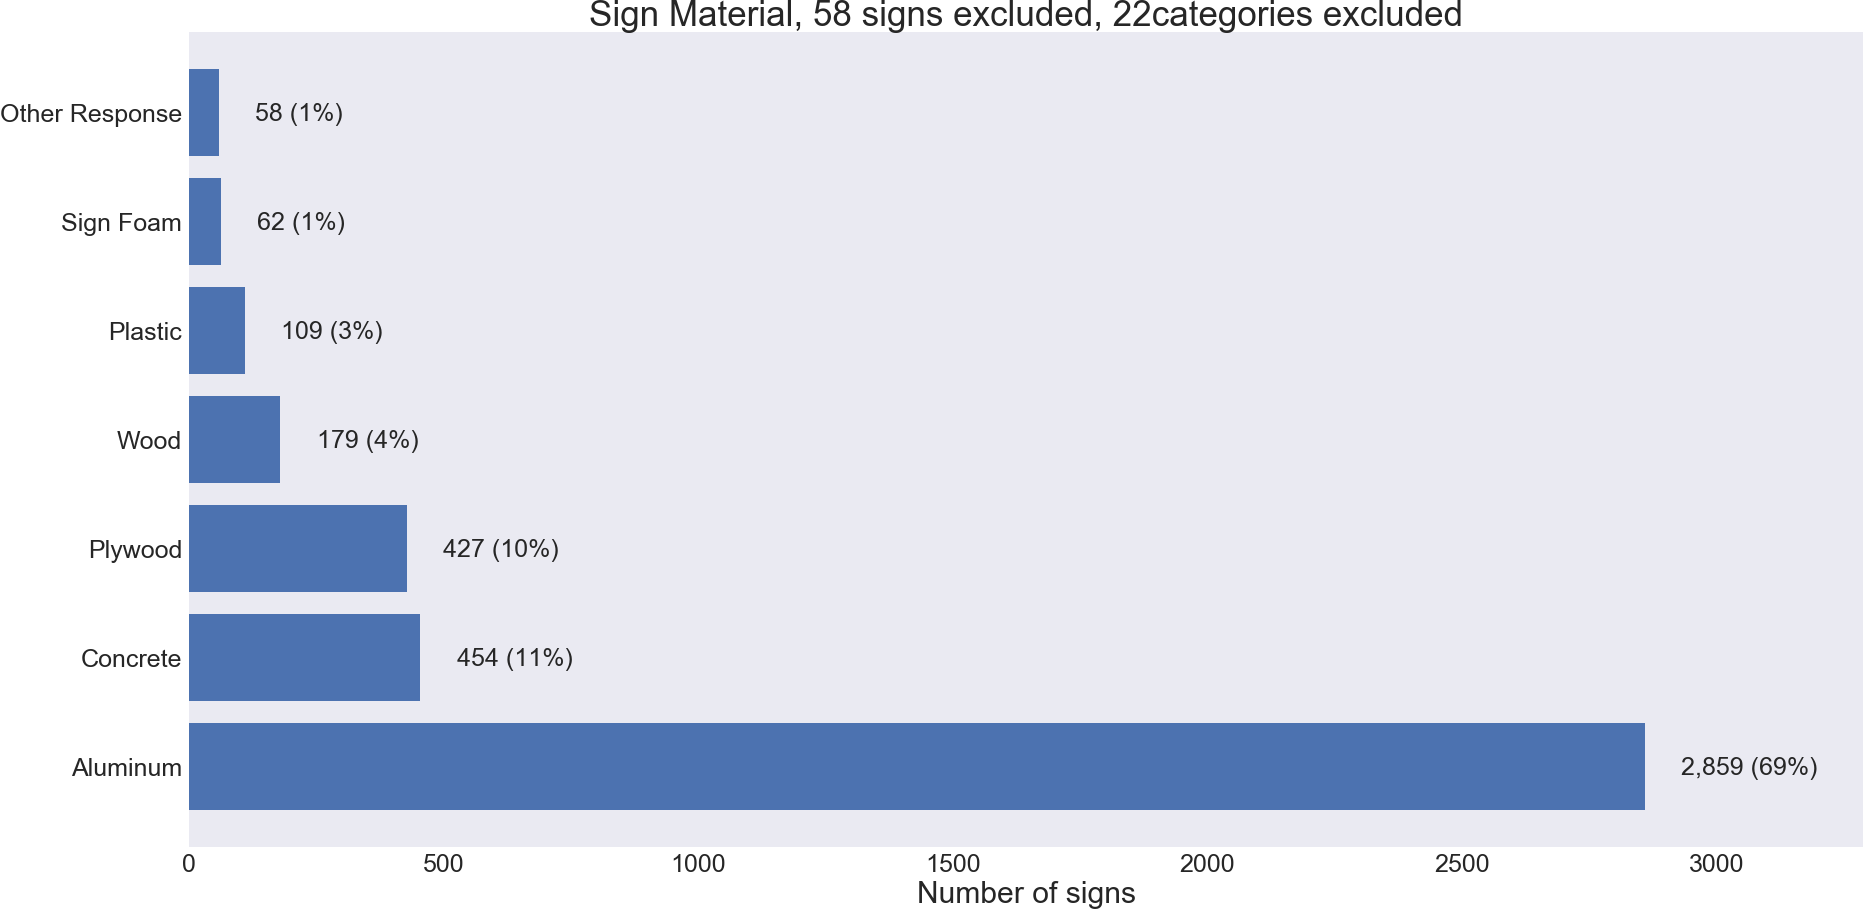 Sign Material, 58 signs excluded, 22categories excluded
Other Response
58 (1%)
Sign Foam
62 (1%)
Plastic
109 (3%)
Wood
179 (4%)
Plywood
427 (10%)
Concrete
454 (11%)
Aluminum
2,859 (69%)
0 500 1000 1500 2000 2500 3000
Number of signs